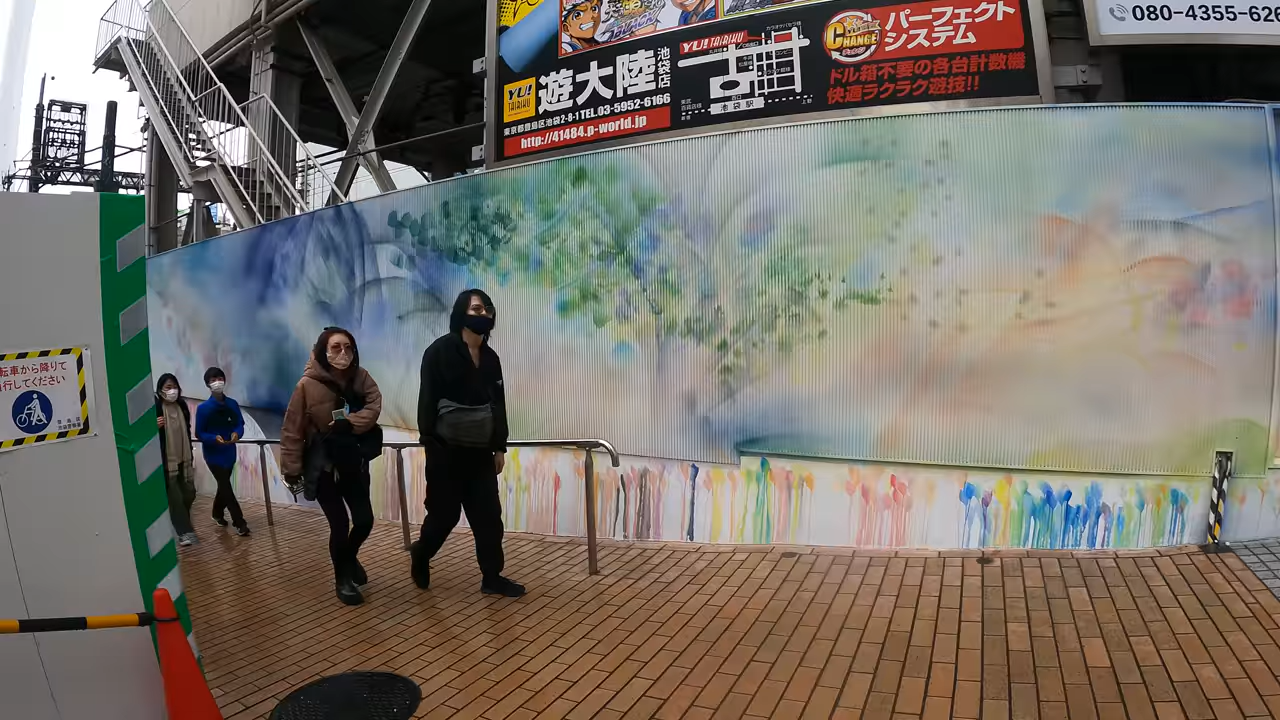 080-4355-626
パーフェクト
システム
CHANGE
ドル箱不要の各台計数機
快適ラクラク遊技!!
YU! TAIRIKU
池袋駅
YU!
TAIRIKU
遊大陸
池袋店
東京都豊島区池袋2-8-1 TEL.03-5952-6166
http://41484.p-world.jp
転車から降りて
行してください